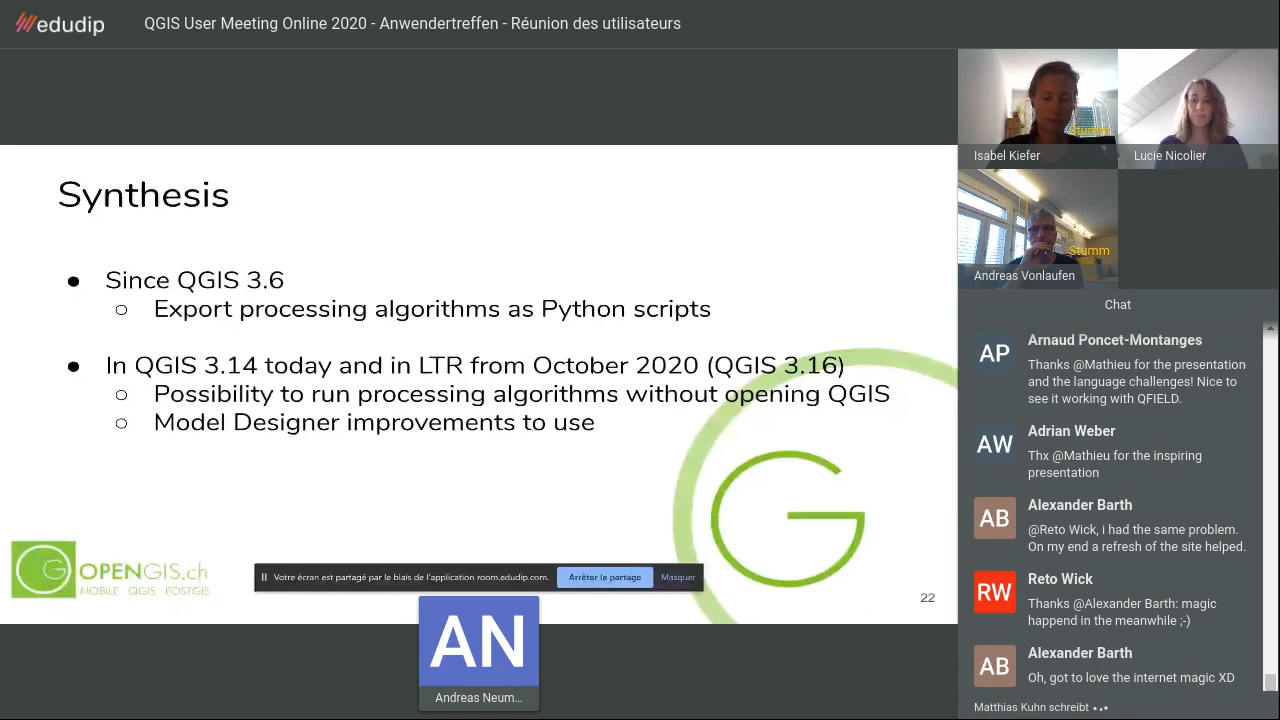 edudip
QGIS User Meeting Online 2020 - Anwendertreffen - Réunion des utilisateurs
Stumm
Isabel Kiefer
Lucie Nicolier
Stumm
Andreas Vonlaufen
Synthesis
● Since QGIS 3.6
○ Export processing algorithms as Python scripts
● In QGIS 3.14 today and in LTR from October 2020 (QGIS 3.16)
○ Possibility to run processing algorithms without opening QGIS
○ Model Designer improvements to use
OPENGIS.ch
MOBILE · QGIS · POSTGIS
Votre écran est partagé par le biais de l'application room.edudip.com.
Arrêter le partage
Masquer
22
AN
Andreas Neum...
Chat
AP
Arnaud Poncet-Montanges
Thanks @Mathieu for the presentation
and the language challenges! Nice to
see it working with QFIELD.
AW
Adrian Weber
Thx @Mathieu for the inspiring
presentation
AB
Alexander Barth
@Reto Wick, i had the same problem.
On my end a refresh of the site helped.
RW
Reto Wick
Thanks @Alexander Barth: magic
happend in the meanwhile ;-)
AB
Alexander Barth
Oh, got to love the internet magic XD
Matthias Kuhn schreibt